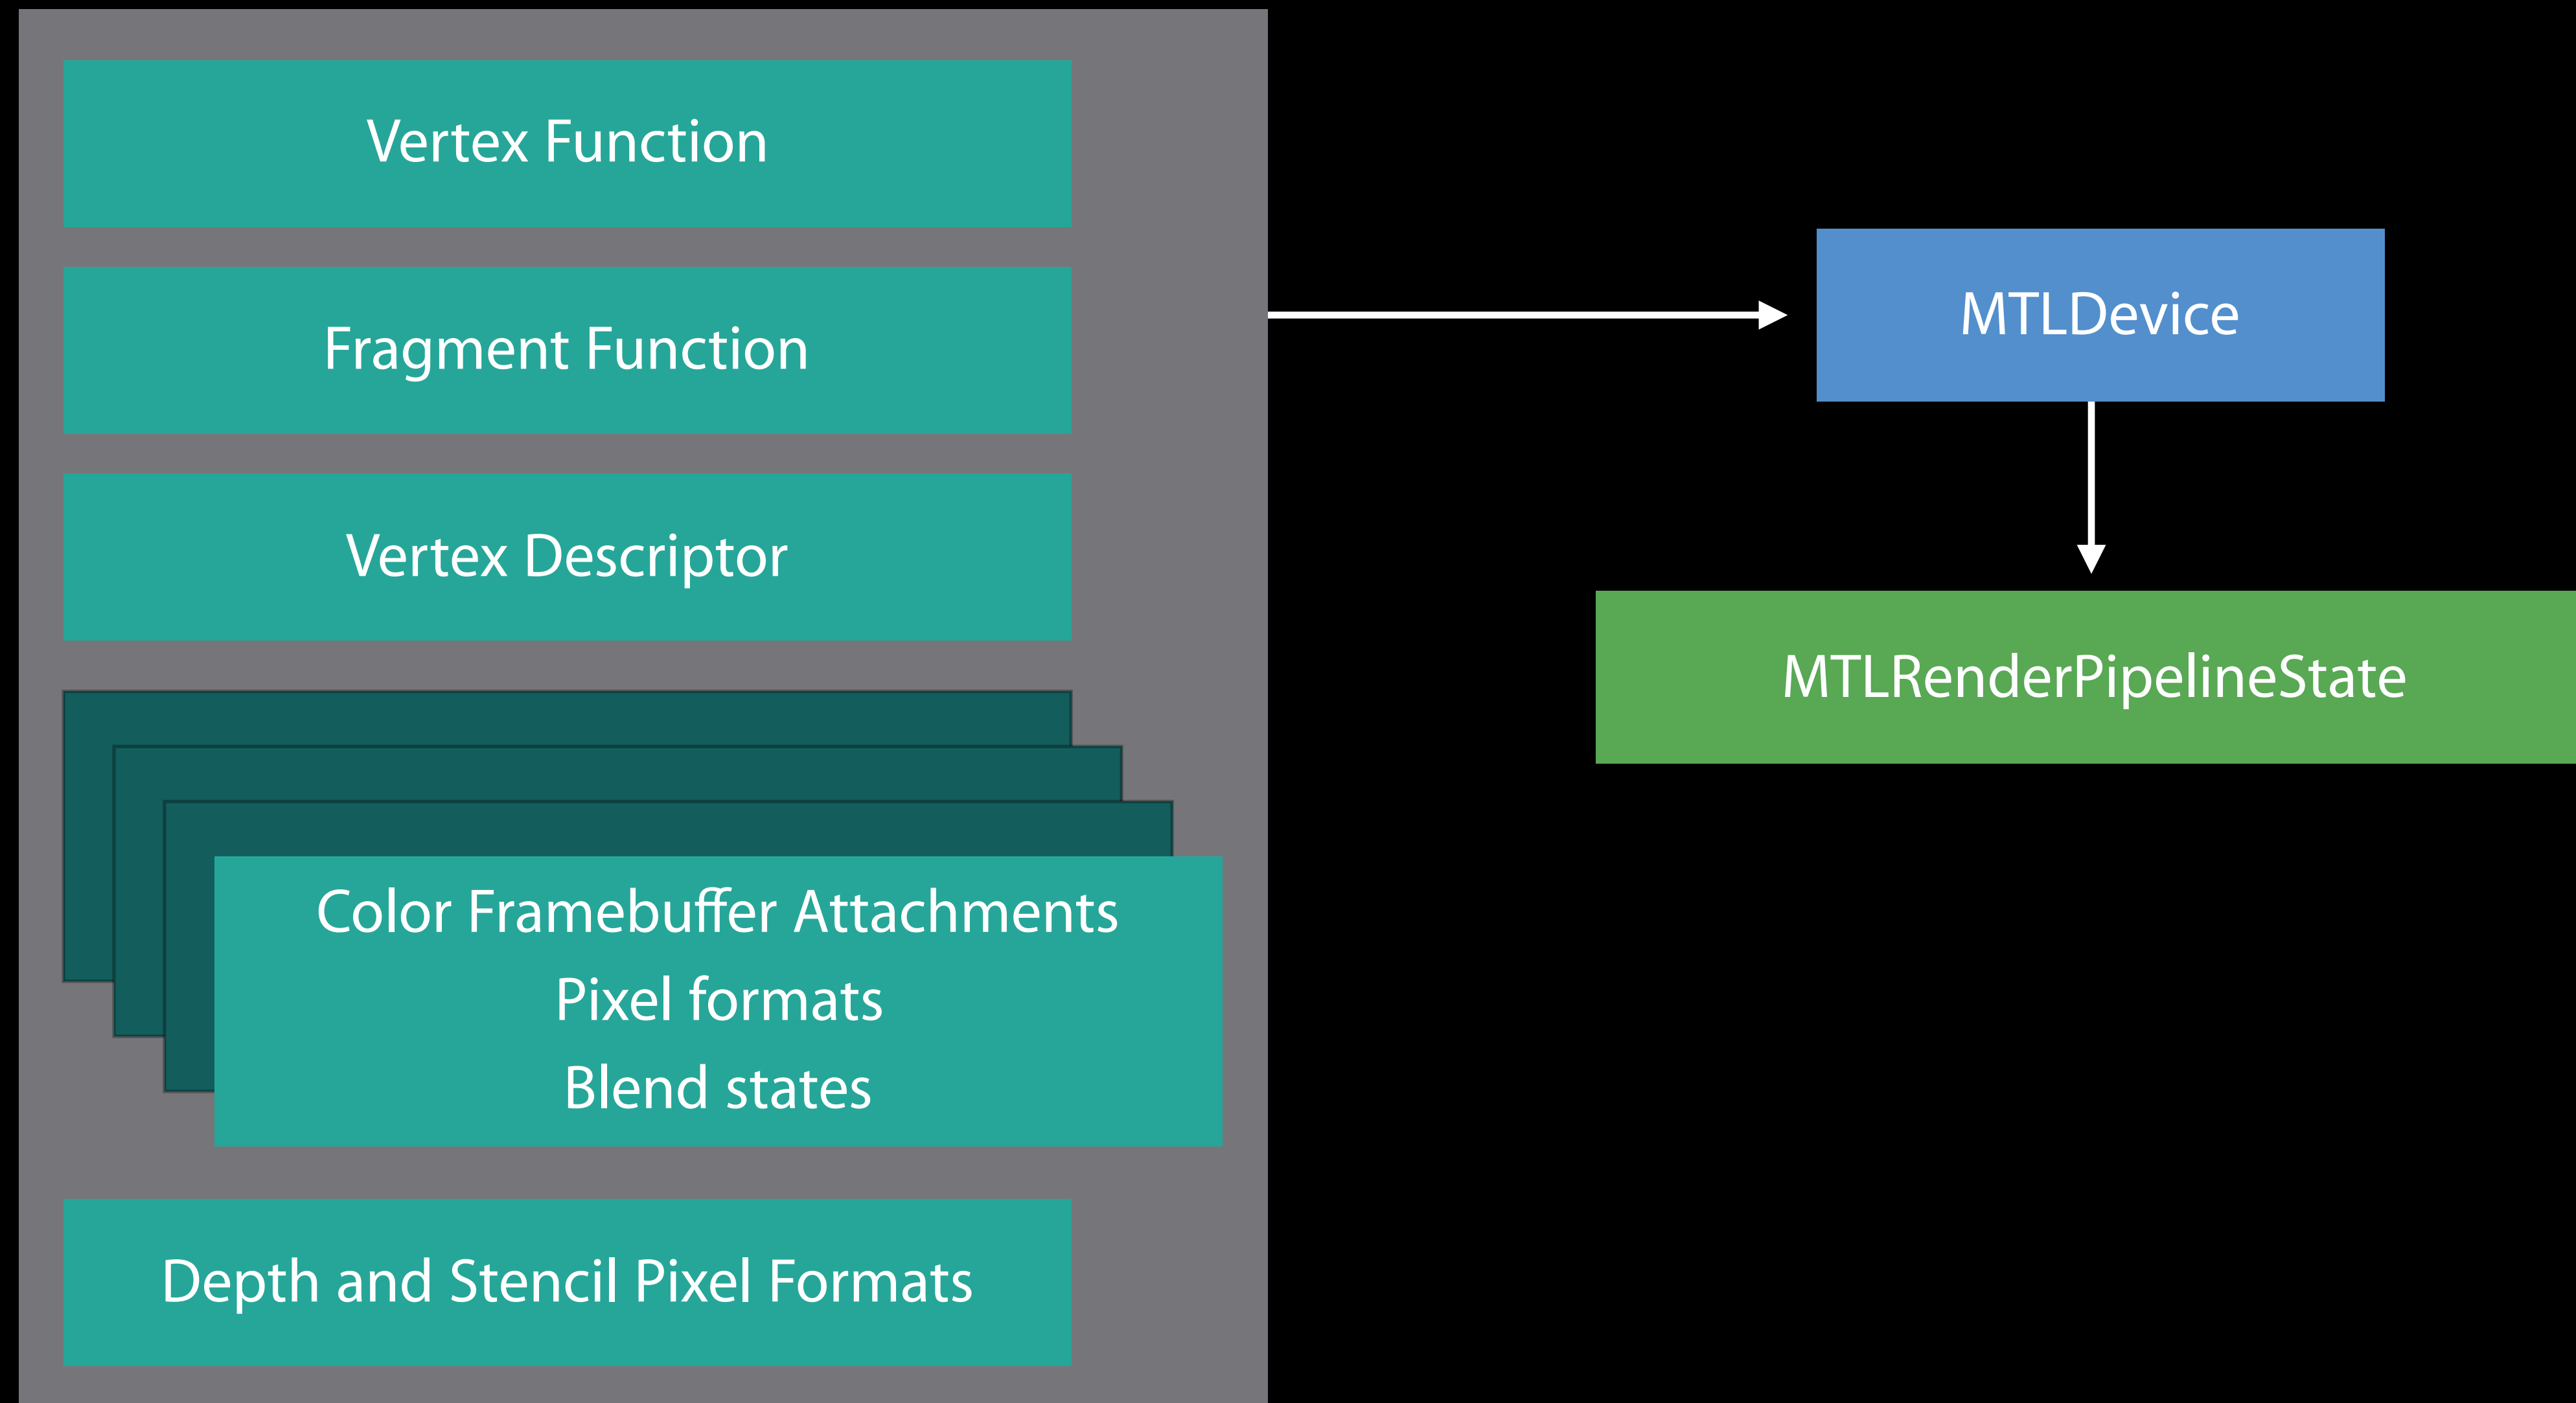 Vertex Function
Fragment Function
Vertex Descriptor
Color Framebuffer Attachments
Pixel formats
Blend states
Depth and Stencil Pixel Formats
MTLDevice
MTLRenderPipelineState